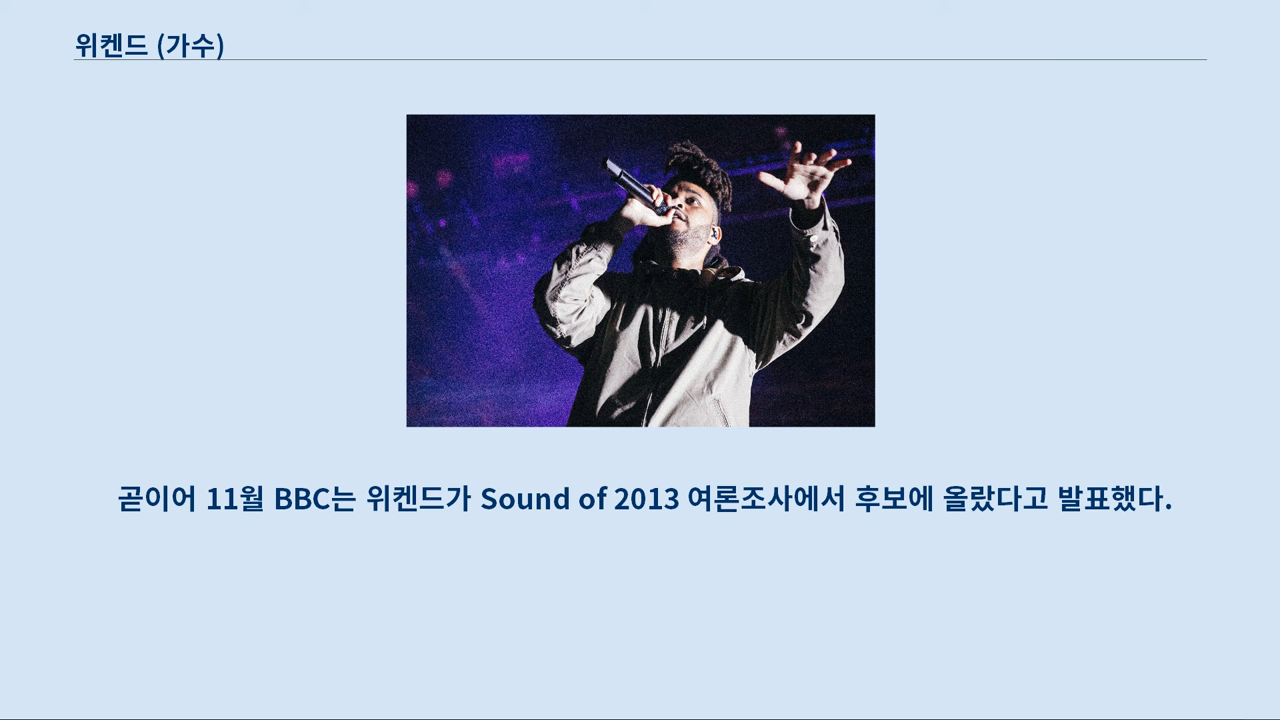 위켄드 (가수)
곧이어 11월 BBC는 위켄드가 Sound of 2013 여론조사에서 후보에 올랐다고 발표했다.